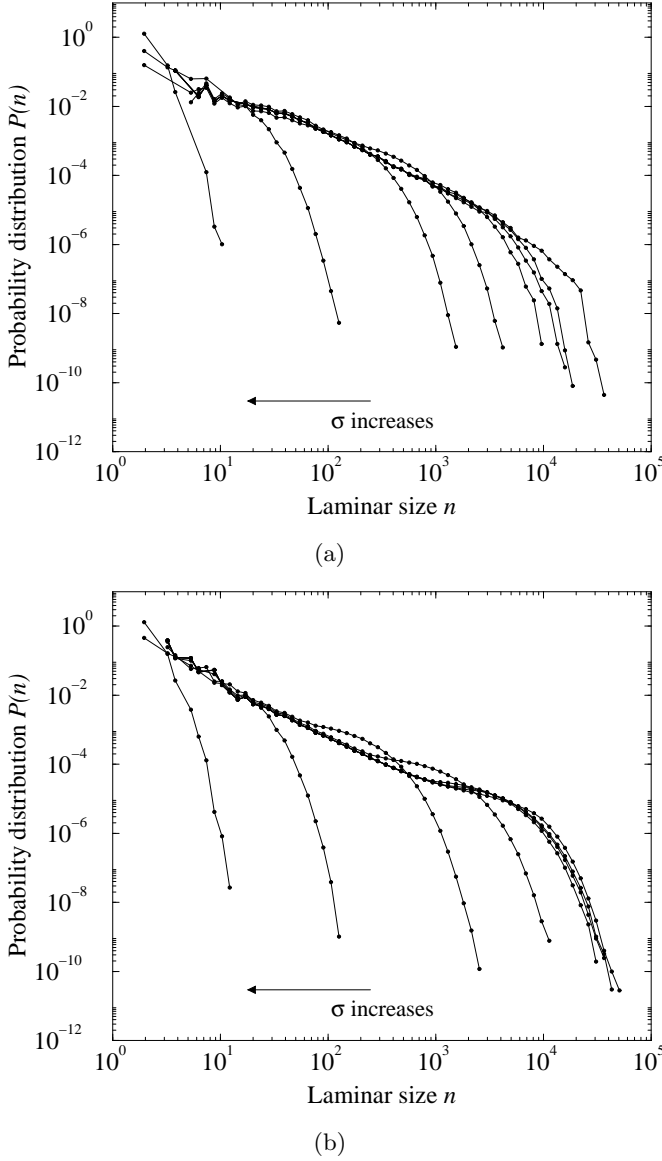 10^0
10^-2
10^-4
10^-6
10^-8
10^-10
10^-12
Probability distribution P(n)
σ increases
10^0 10^1 10^2 10^3 10^4 10^5
Laminar size n
(a)
10^0
10^-2
10^-4
10^-6
10^-8
10^-10
10^-12
Probability distribution P(n)
σ increases
10^0 10^1 10^2 10^3 10^4 10^5
Laminar size n
(b)